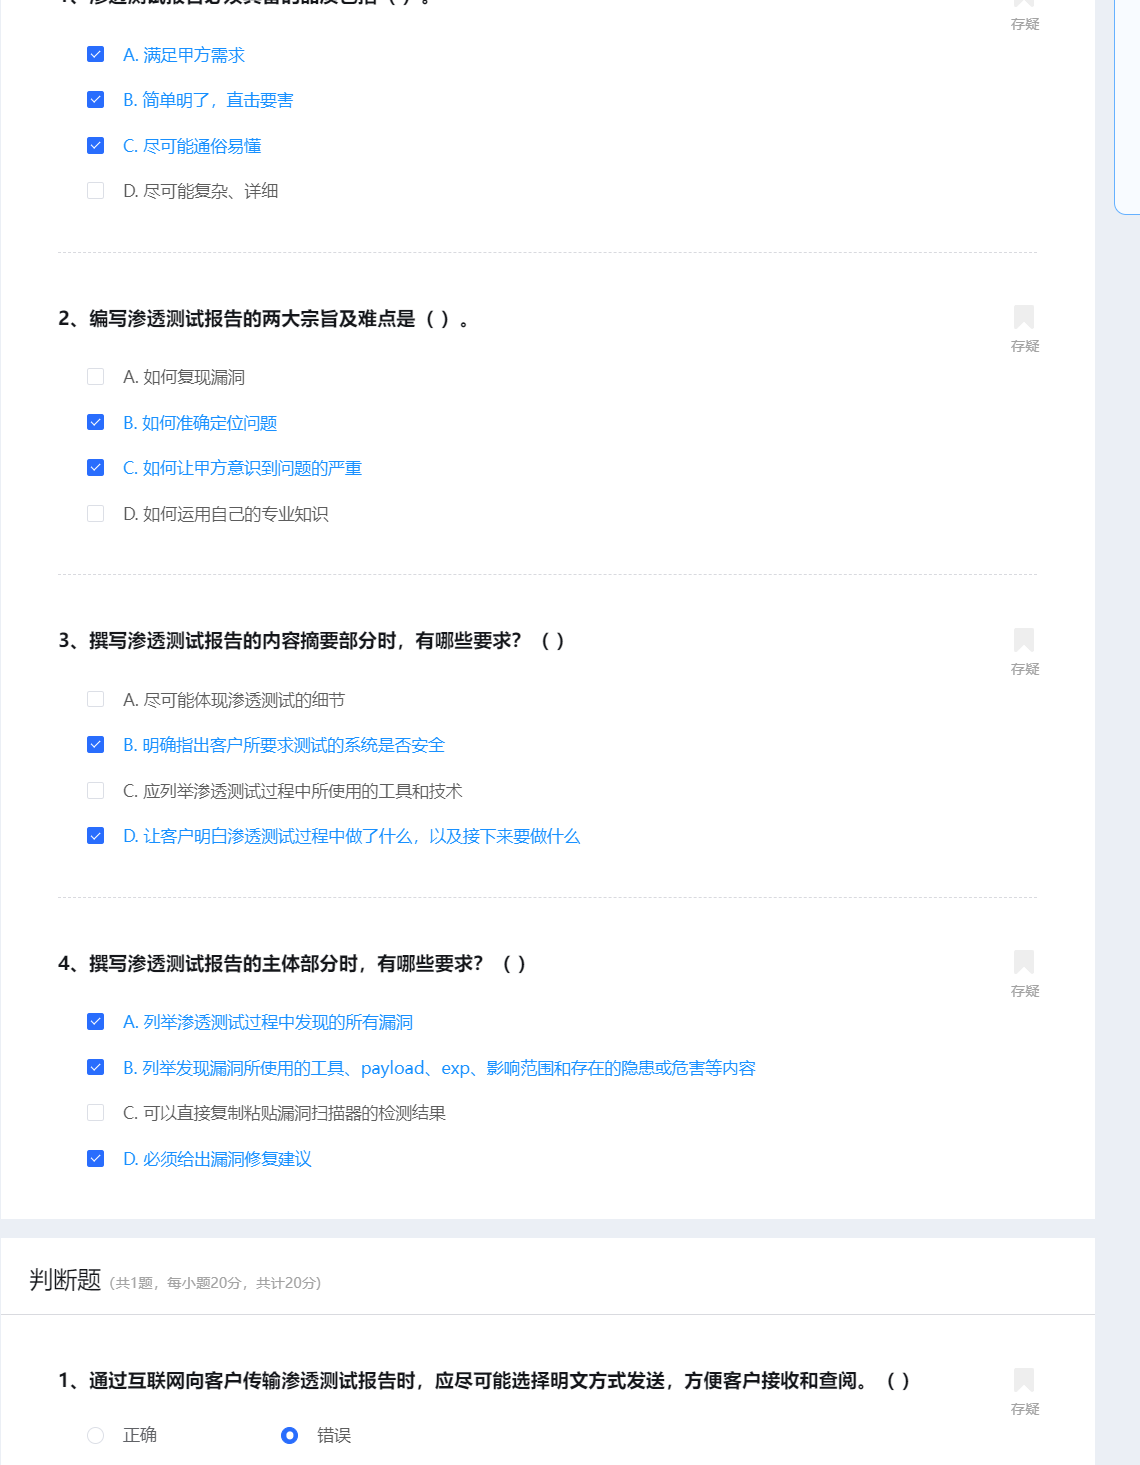 1、渗透测试报告必须具备的品质包括（ ）。
存疑
A. 满足甲方需求
B. 简单明了，直击要害
C. 尽可能通俗易懂
D. 尽可能复杂、详细
2、编写渗透测试报告的两大宗旨及难点是（ ）。
存疑
A. 如何复现漏洞
B. 如何准确定位问题
C. 如何让甲方意识到问题的严重
D. 如何运用自己的专业知识
3、撰写渗透测试报告的内容摘要部分时，有哪些要求？（ ）
存疑
A. 尽可能体现渗透测试的细节
B. 明确指出客户所要求测试的系统是否安全
C. 应列举渗透测试过程中所使用的工具和技术
D. 让客户明白渗透测试过程中做了什么，以及接下来要做什么
4、撰写渗透测试报告的主体部分时，有哪些要求？（ ）
存疑
A. 列举渗透测试过程中发现的所有漏洞
B. 列举发现漏洞所使用的工具、payload、exp、影响范围和存在的隐患或危害等内容
C. 可以直接复制粘贴漏洞扫描器的检测结果
D. 必须给出漏洞修复建议
判断题（共1题，每小题20分，共计20分）
1、通过互联网向客户传输渗透测试报告时，应尽可能选择明文方式发送，方便客户接收和查阅。（ ）
存疑
正确 错误